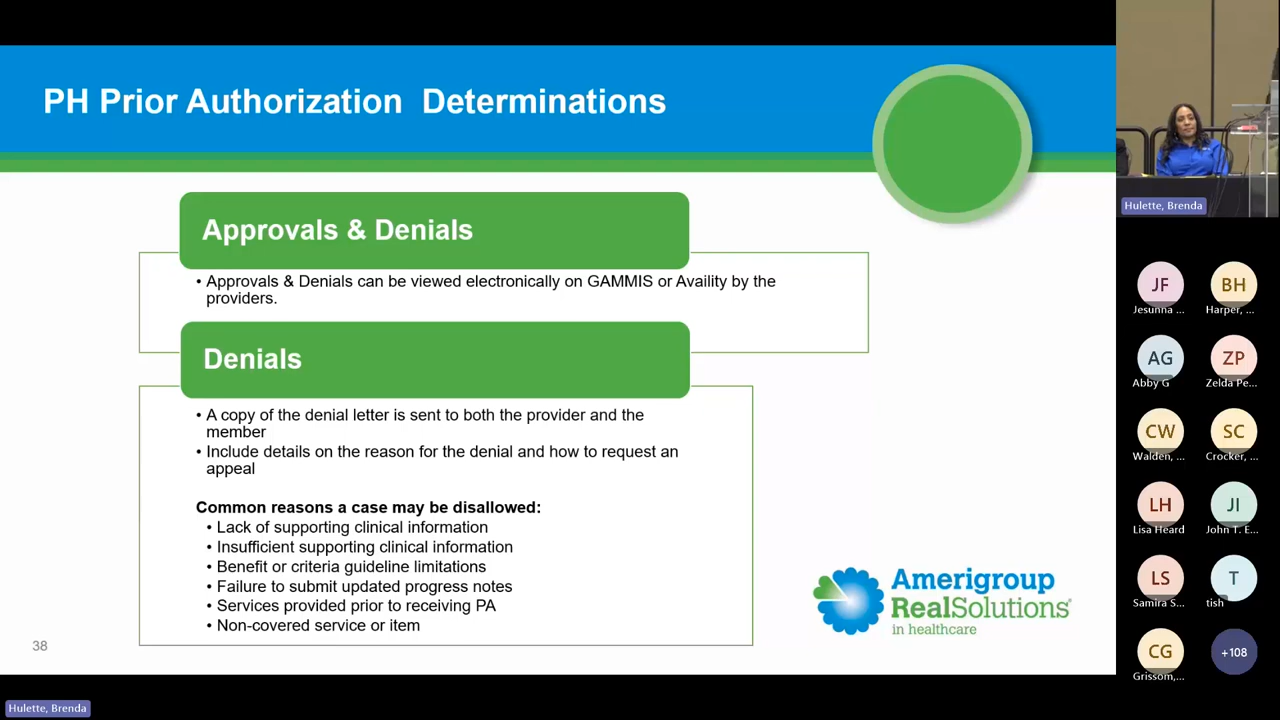 PH Prior Authorization Determinations
Approvals & Denials
• Approvals & Denials can be viewed electronically on GAMMIS or Availity by the
providers.
Denials
• A copy of the denial letter is sent to both the provider and the
member
• Include details on the reason for the denial and how to request an
appeal
Common reasons a case may be disallowed:
• Lack of supporting clinical information
• Insufficient supporting clinical information
• Benefit or criteria guideline limitations
• Failure to submit updated progress notes
• Services provided prior to receiving PA
• Non-covered service or item
38
Amerigroup
RealSolutions®
in healthcare
Hulette, Brenda
Hulette, Brenda
JF
BH
Jesunna ...
Harper, ...
AG
ZP
Abby G
Zelda Pe...
CW
SC
Walden, ...
Crocker, ...
LH
JI
Lisa Heard
John T. E...
LS
T
Samira S...
tish
CG
+108
Grissom,...